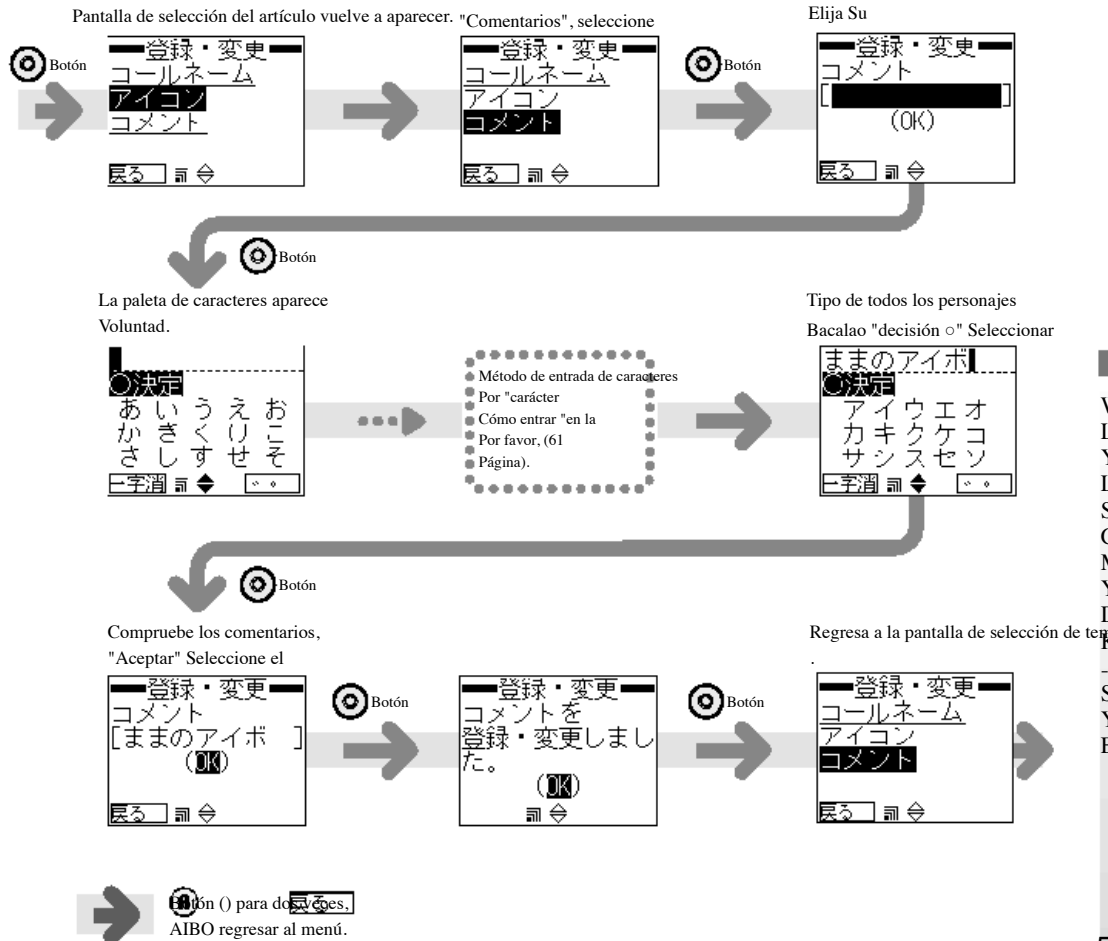 Pantalla de selección del artículo vuelve a aparecer.
"Comentarios", seleccione
Elija Su
Botón
登録・変更
コールネーム
アイコン
コメント
戻る
登録・変更
コールネーム
アイコン
コメント
戻る
Botón
登録・変更
コメント
[ ]
(OK)
戻る
Botón
La paleta de caracteres aparece
Voluntad.
○決定
あ い う え お
か き く け こ
さ し す せ そ
一字消 ゛゜
Método de entrada de caracteres
Por "carácter
Cómo entrar "en la
Por favor, (61
Página).
Tipo de todos los personajes
Bacalao "decisión ○" Seleccionar
ままのアイボ
○決定
ア イ ウ エ オ
カ キ ク ケ コ
サ シ ス セ ソ
一字消 ゛゜
Botón
Compruebe los comentarios,
"Aceptar" Seleccione el
登録・変更
コメント
[ままのアイボ ]
(OK)
戻る
Botón
登録・変更
コメントを
登録・変更しまし
た。
(OK)
Botón
Regresa a la pantalla de selección de
.
登録・変更
コールネーム
アイコン
コメント
戻る
() para dos
AIBO regresar al menú.